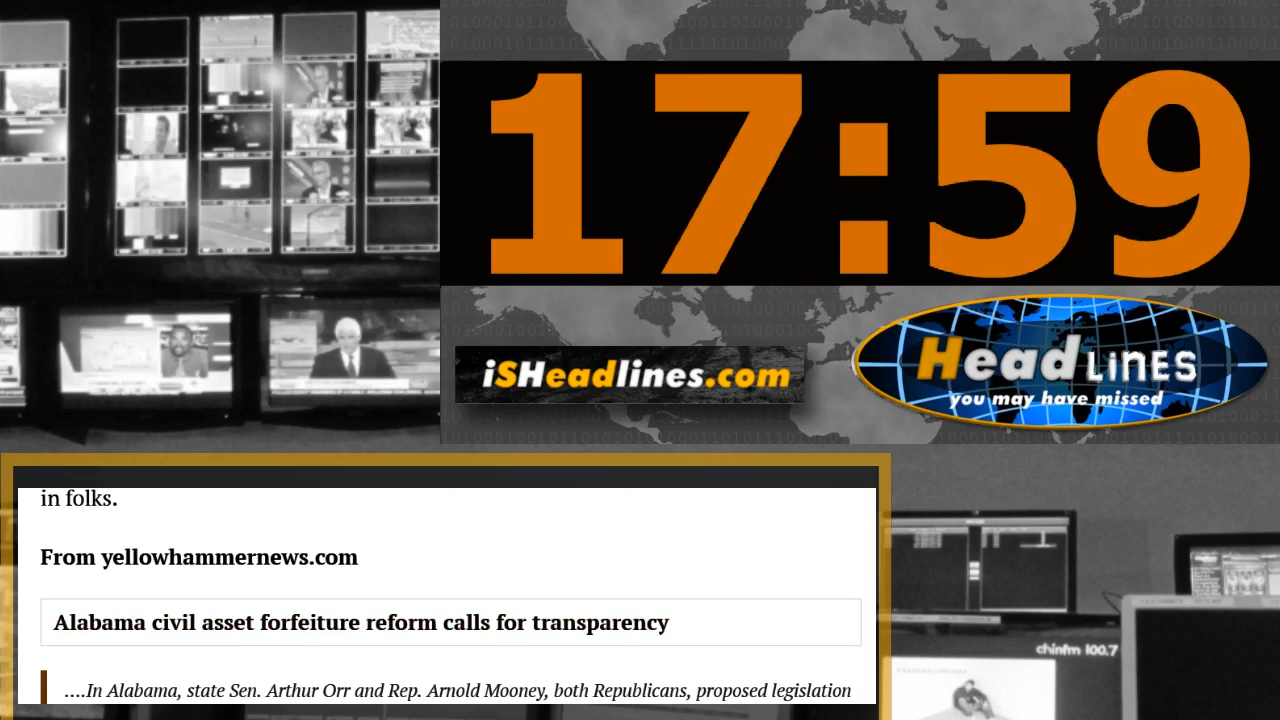 17:59
iSHeadlines.com
HeadLINES
you may have missed
in folks.
From yellowhammernews.com
Alabama civil asset forfeiture reform calls for transparency
....In Alabama, state Sen. Arthur Orr and Rep. Arnold Mooney, both Republicans, proposed legislation
chinfm 100.7